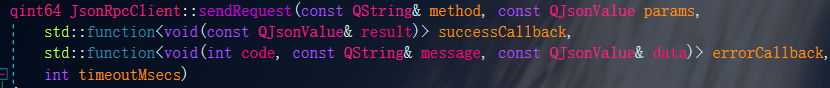 qint64 JsonRpcClient::sendRequest(const QString& method, const QJsonValue params,
std::function<void(const QJsonValue& result)> successCallback,
std::function<void(int code, const QString& message, const QJsonValue& data)> errorCallback,
int timeoutMsecs)